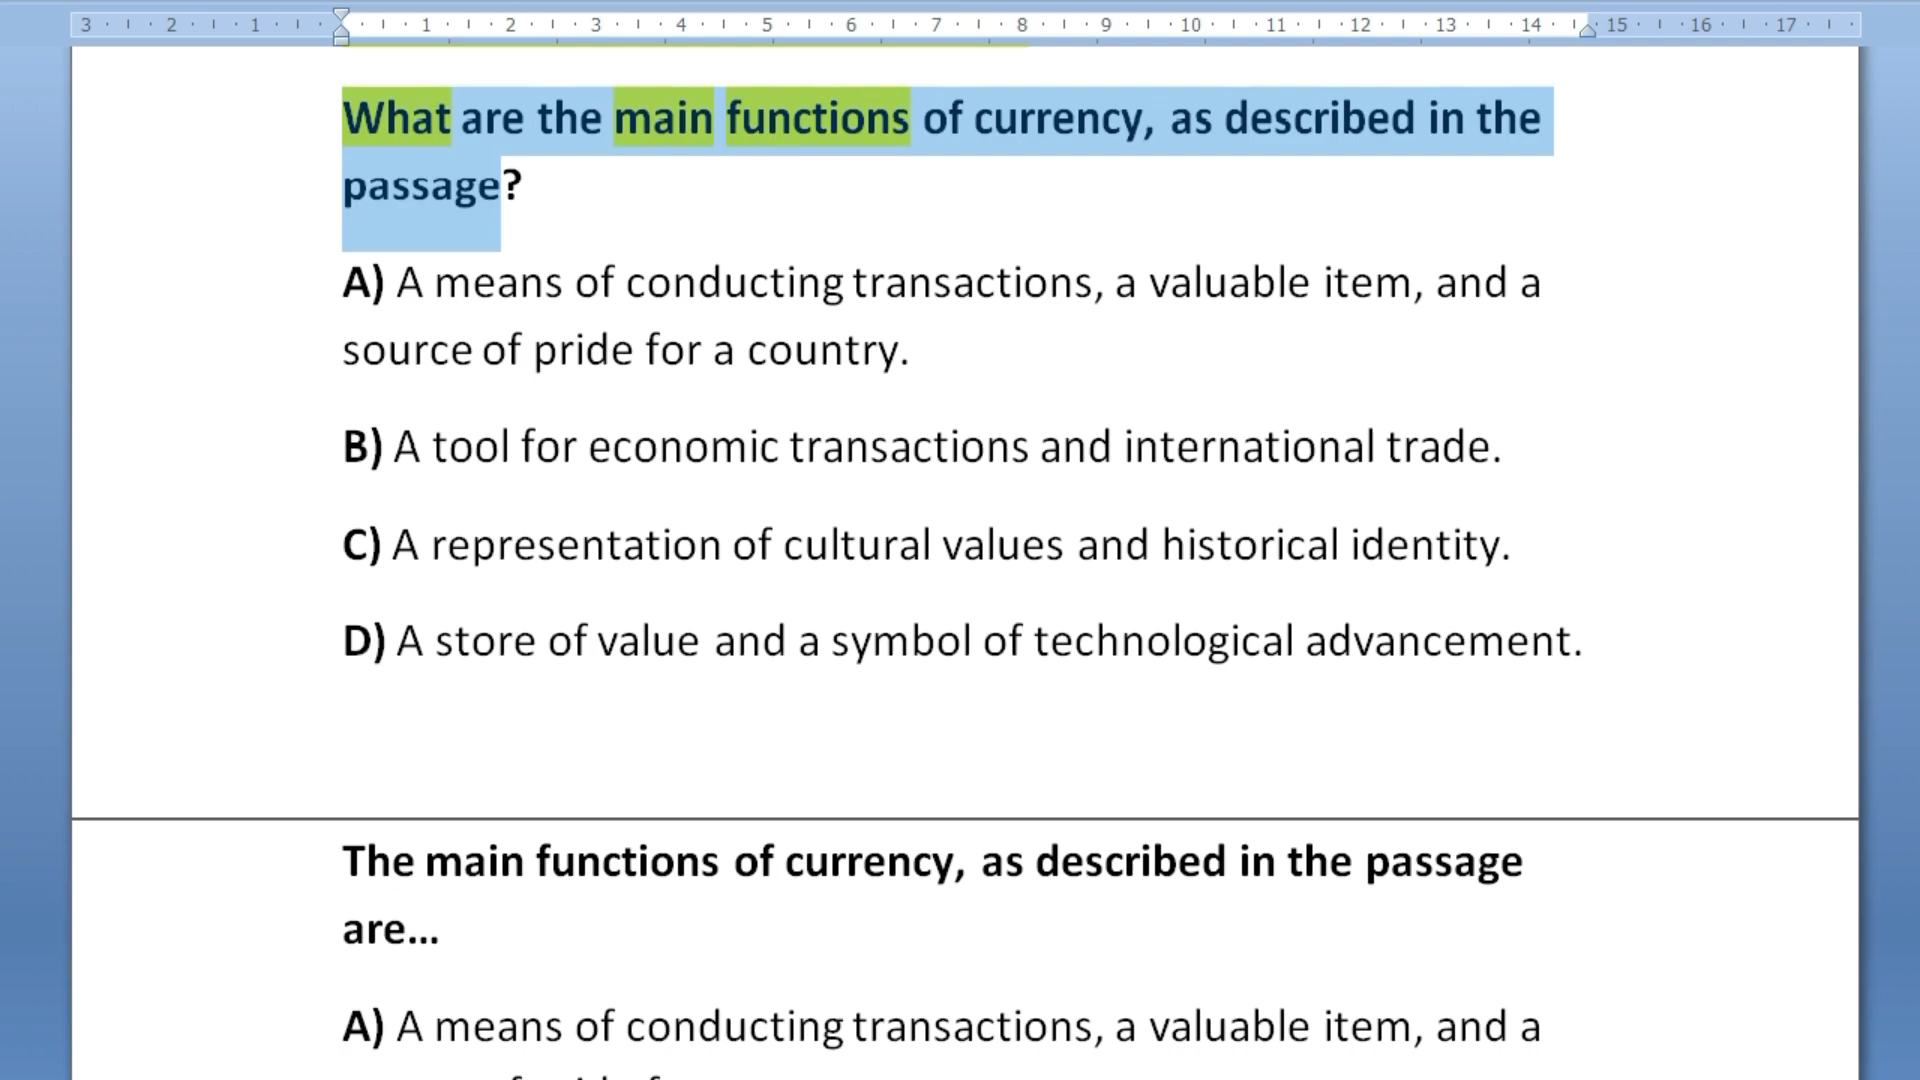 3 2 1 1 2 3 4 5 6 7 8 9 10 11 12 13 14 15 16 17
What are the main functions of currency, as described in the
passage?
A) A means of conducting transactions, a valuable item, and a
source of pride for a country.
B) A tool for economic transactions and international trade.
C) A representation of cultural values and historical identity.
D) A store of value and a symbol of technological advancement.
The main functions of currency, as described in the passage
are...
A) A means of conducting transactions, a valuable item, and a